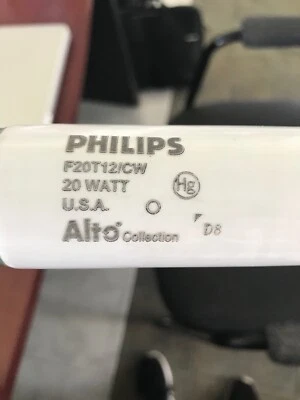 PHILIPS
F20T12/CW
20 WATT Hg
U.S.A.
Alto Collection D8